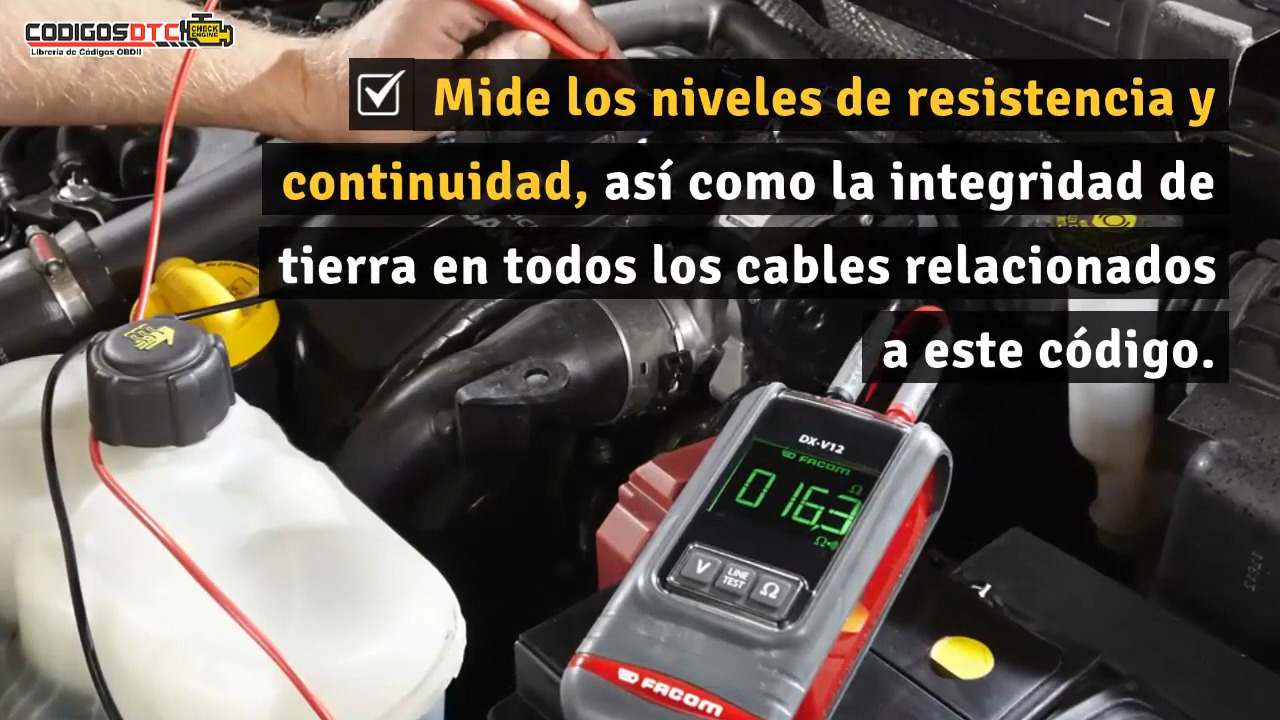 CODIGOSDTC
CHECK
ENGINE
Librería de Códigos OBDII
Mide los niveles de resistencia y
continuidad, así como la integridad de
tierra en todos los cables relacionados
a este código.
DX-V12
FACOM
Ω
016,3
Ω
V
LINE
TEST
Ω
FACOM